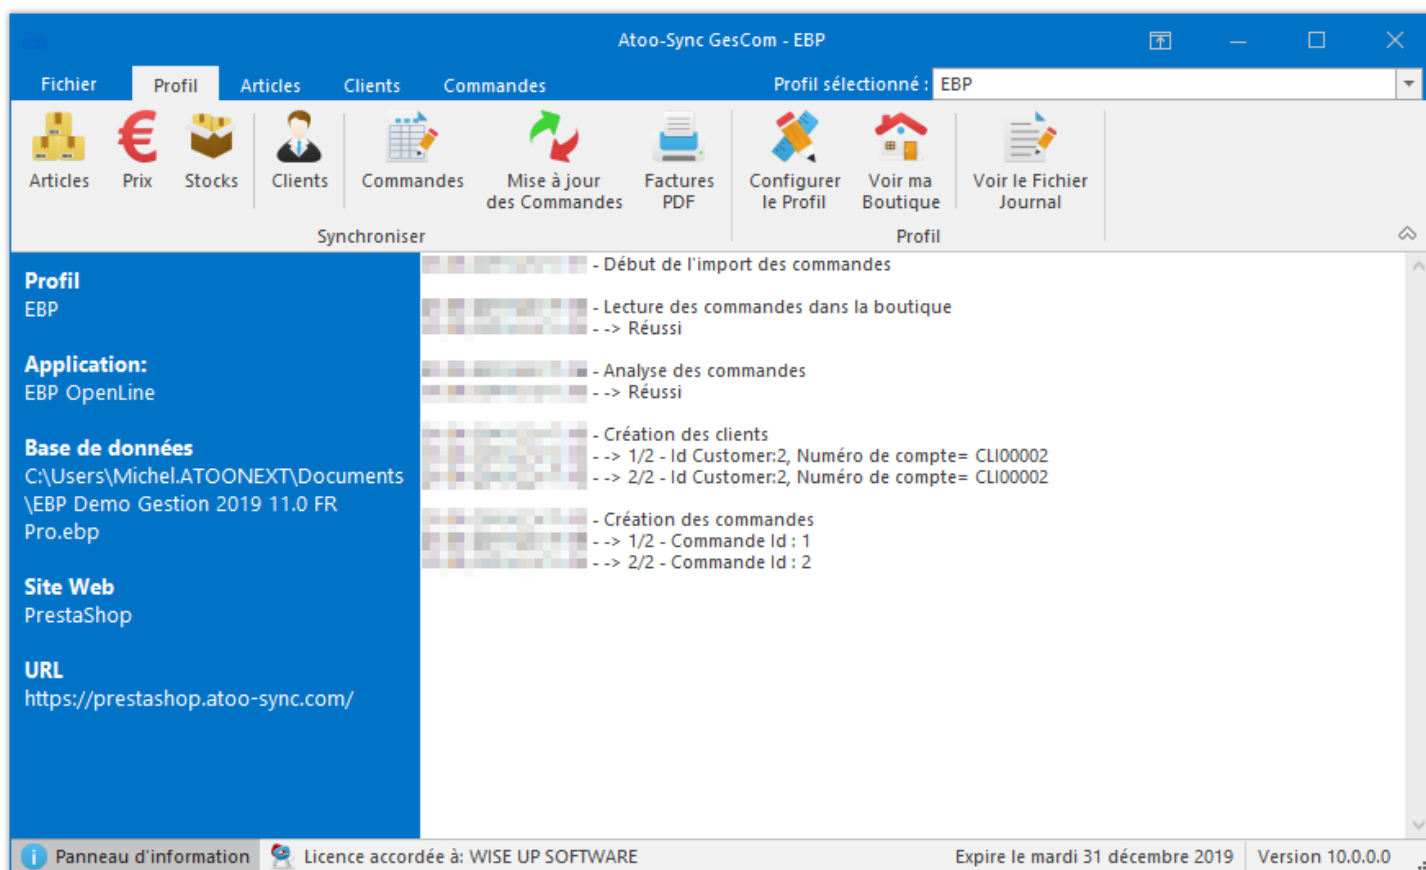 Atoo-Sync GesCom - EBP
Fichier Profil Articles Clients Commandes Profil sélectionné : EBP
Articles Prix Stocks Clients Commandes Mise à jour Factures Configurer Voir ma Voir le Fichier
des Commandes PDF le Profil Boutique Journal
Synchroniser Profil
Profil
EBP
Application:
EBP OpenLine
Base de données
C:\Users\Michel.ATOONEXT\Documents
\EBP Demo Gestion 2019 11.0 FR
Pro.ebp
Site Web
PrestaShop
URL
https://prestashop.atoo-sync.com/
- Début de l'import des commandes
- Lecture des commandes dans la boutique
- --> Réussi
- Analyse des commandes
- --> Réussi
- Création des clients
- --> 1/2 - Id Customer:2, Numéro de compte= CLI00002
- --> 2/2 - Id Customer:2, Numéro de compte= CLI00002
- Création des commandes
- --> 1/2 - Commande Id : 1
- --> 2/2 - Commande Id : 2
Panneau d'information Licence accordée à: WISE UP SOFTWARE Expire le mardi 31 décembre 2019 Version 10.0.0.0